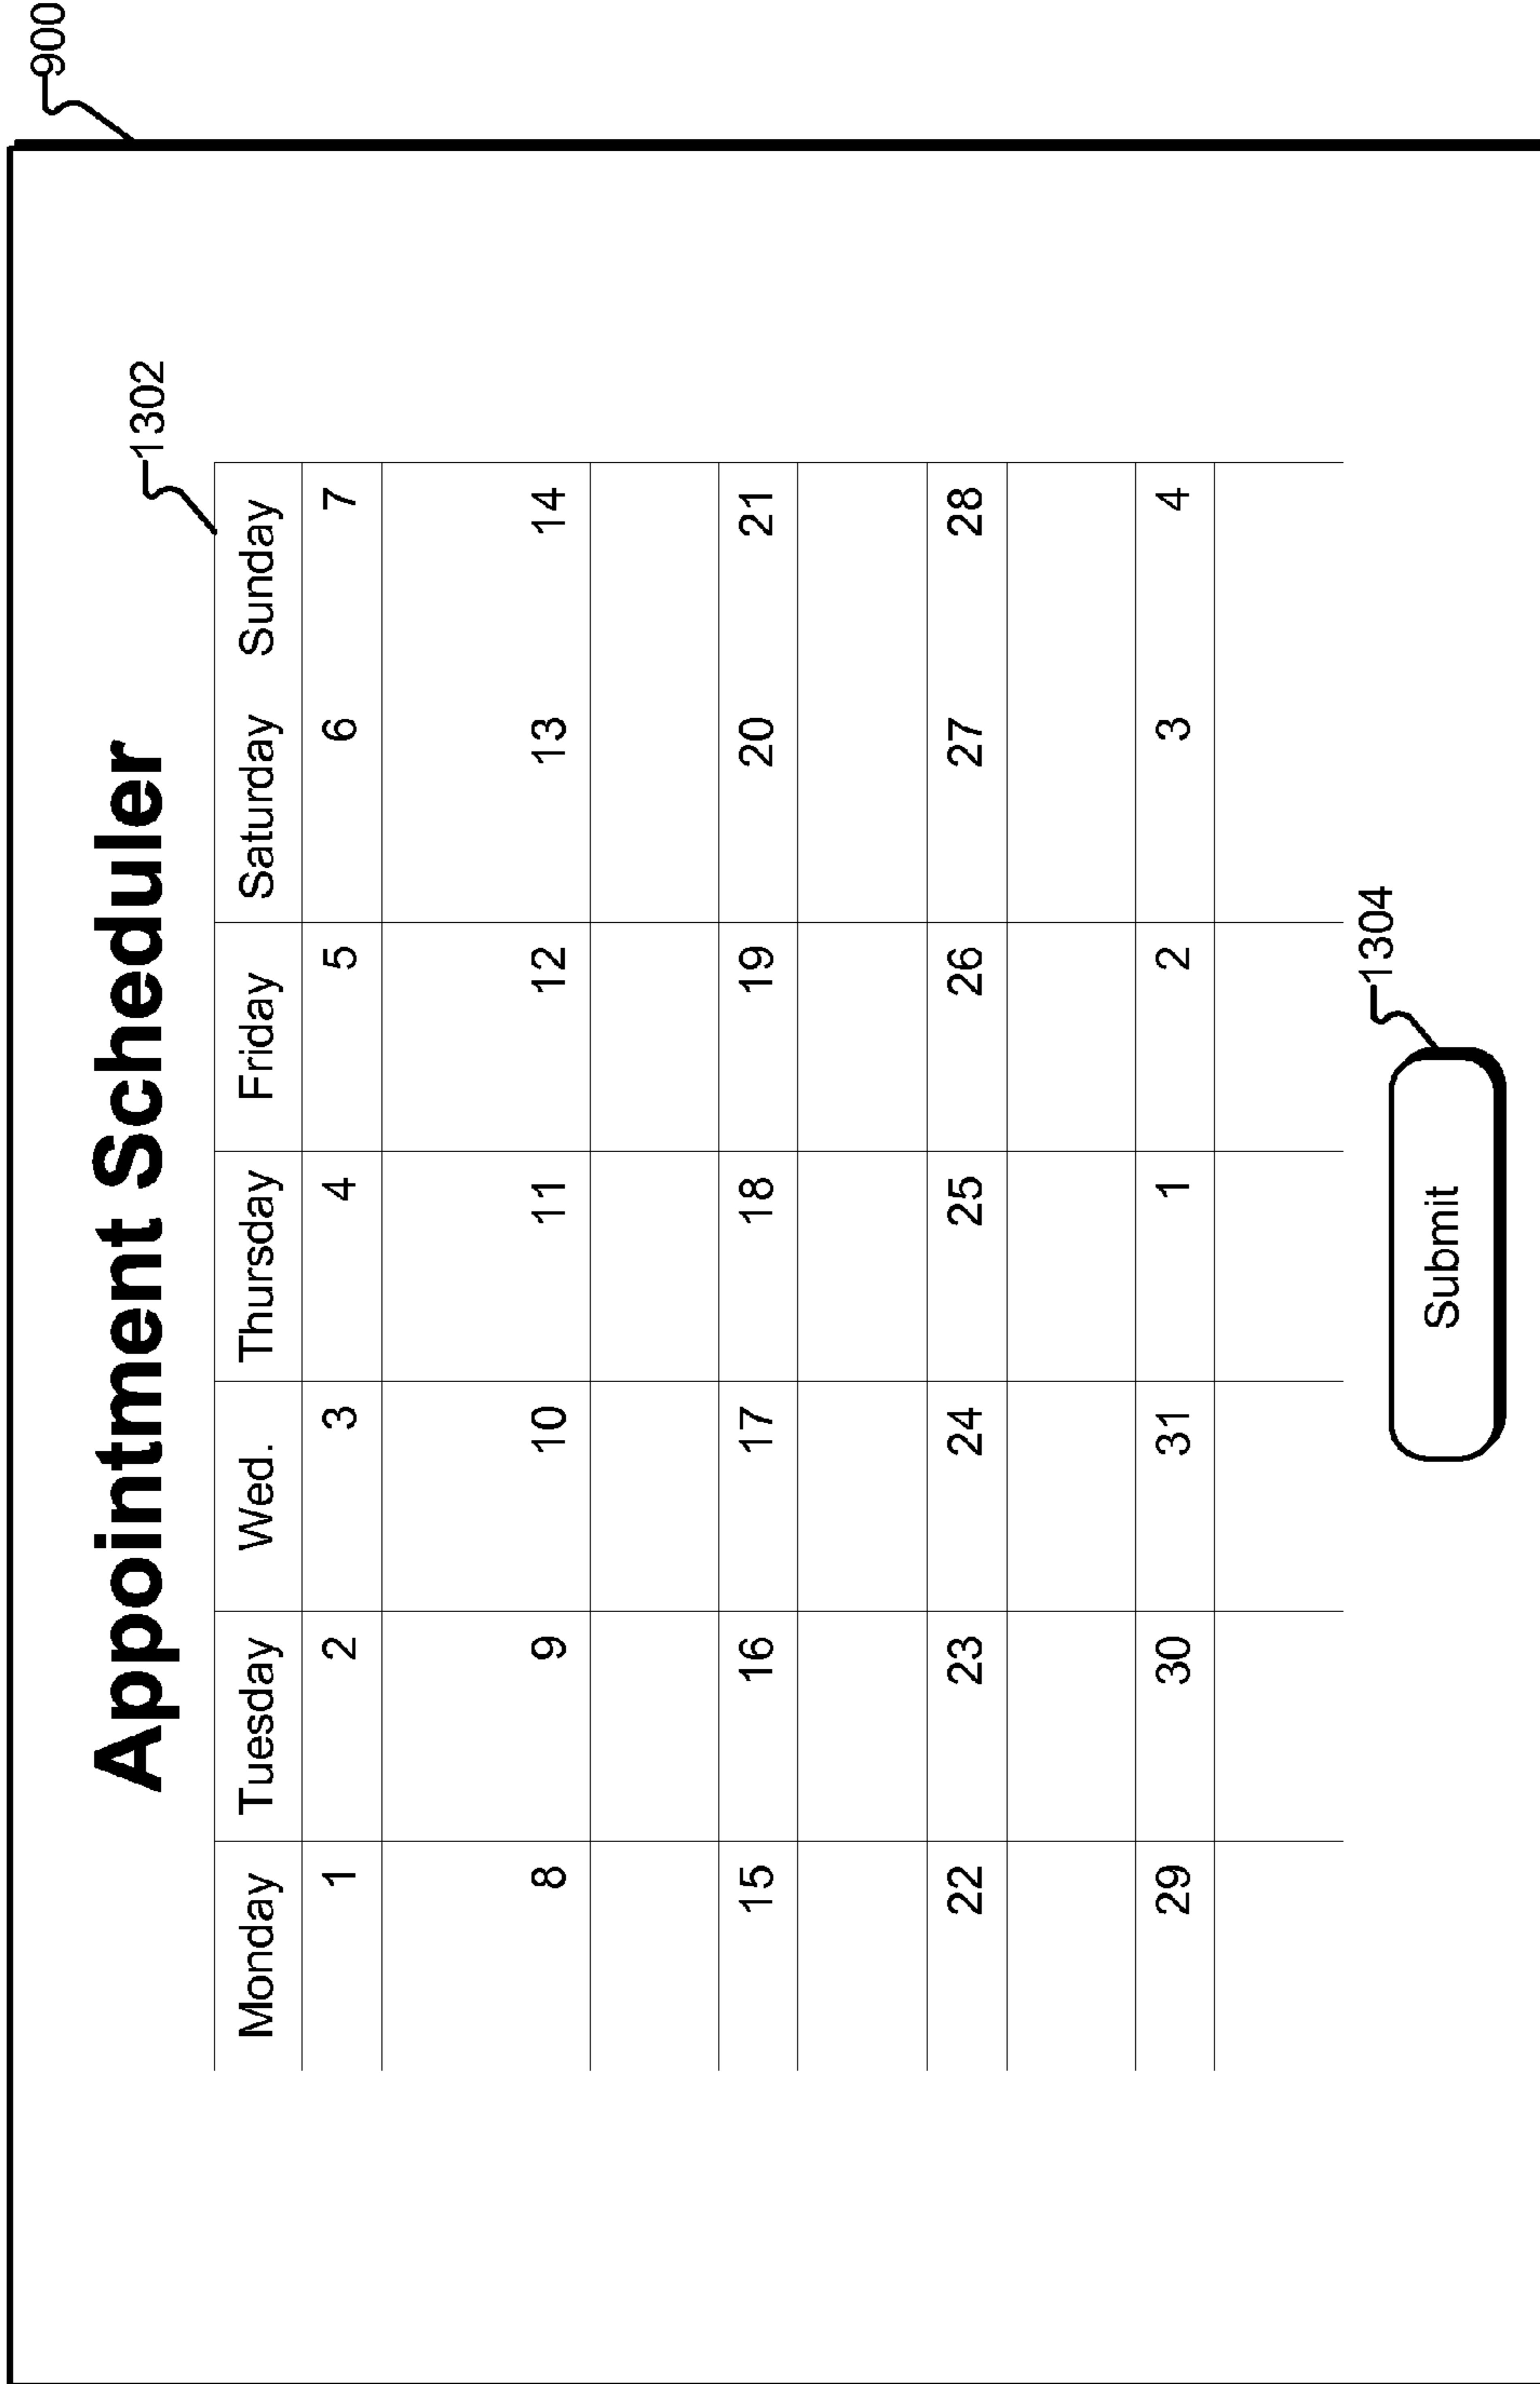 900
Appointment Scheduler
1302
Monday Tuesday Wed. Thursday Friday Saturday Sunday
1 2 3 4 5 6 7
8 9 10 11 12 13 14
15 16 17 18 19 20 21
22 23 24 25 26 27 28
29 30 31 1 2 3 4
1304
Submit